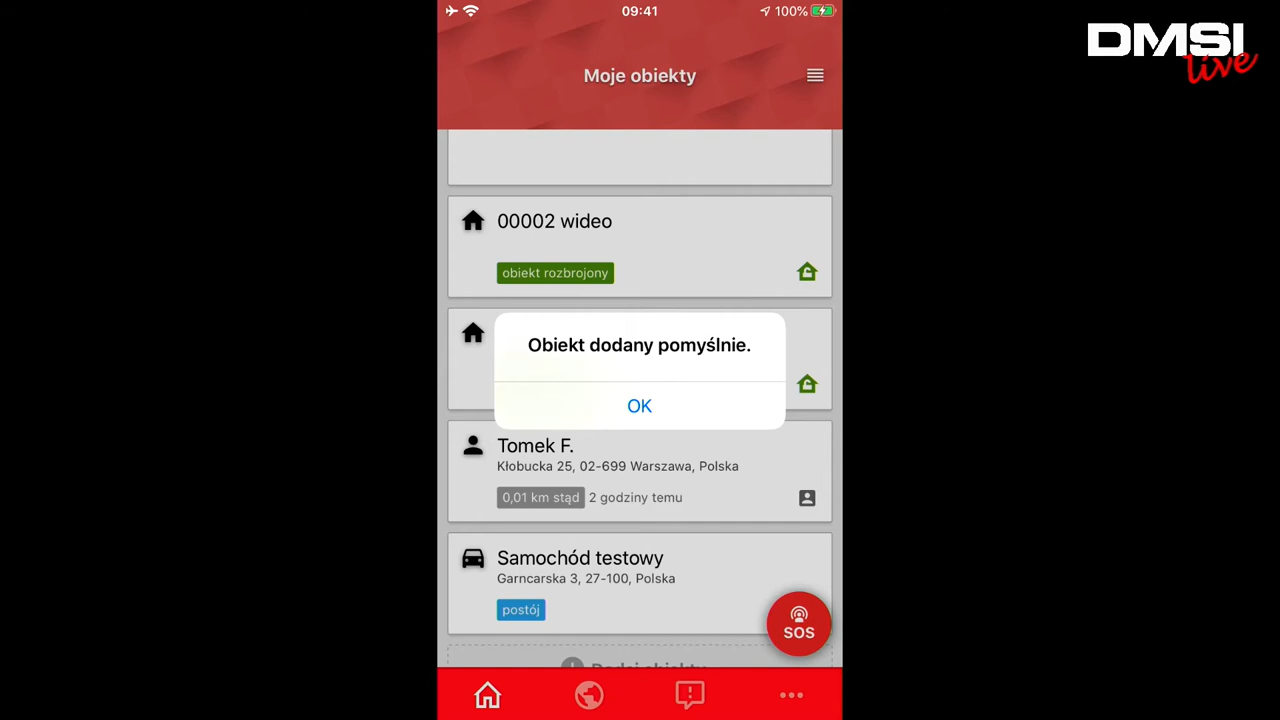 09:41
100%
DMSI
live
Moje obiekty
00002 wideo
obiekt rozbrojony
Obiekt dodany pomyślnie.
OK
Tomek F.
Kłobucka 25, 02-699 Warszawa, Polska
0,01 km stąd 2 godziny temu
Samochód testowy
Garncarska 3, 27-100, Polska
postój
SOS